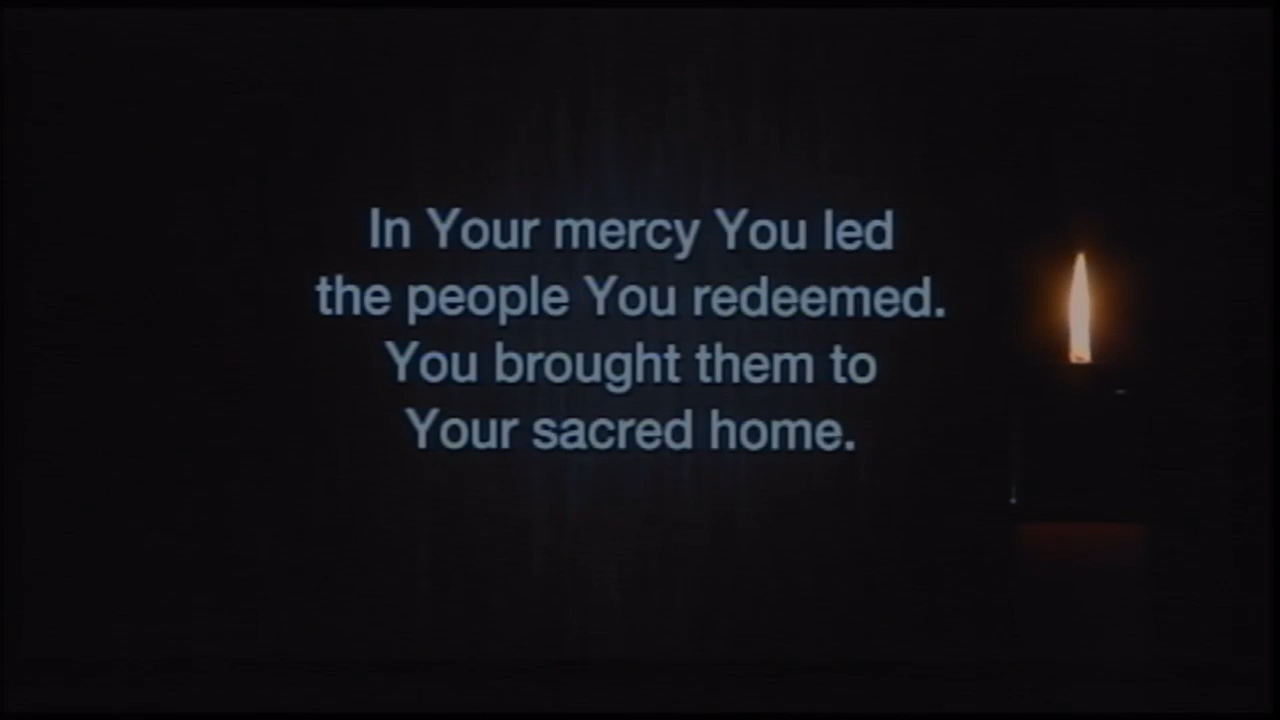 In Your mercy You led
the people You redeemed.
You brought them to
Your sacred home.